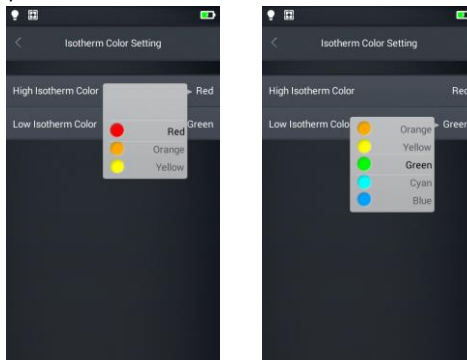 Isotherm Color Setting
High Isotherm Color Red
Low Isotherm Color Green
Red
Orange
Yellow
Isotherm Color Setting
High Isotherm Color Red
Low Isotherm Colo Green
Orange
Yellow
Green
Cyan
Blue